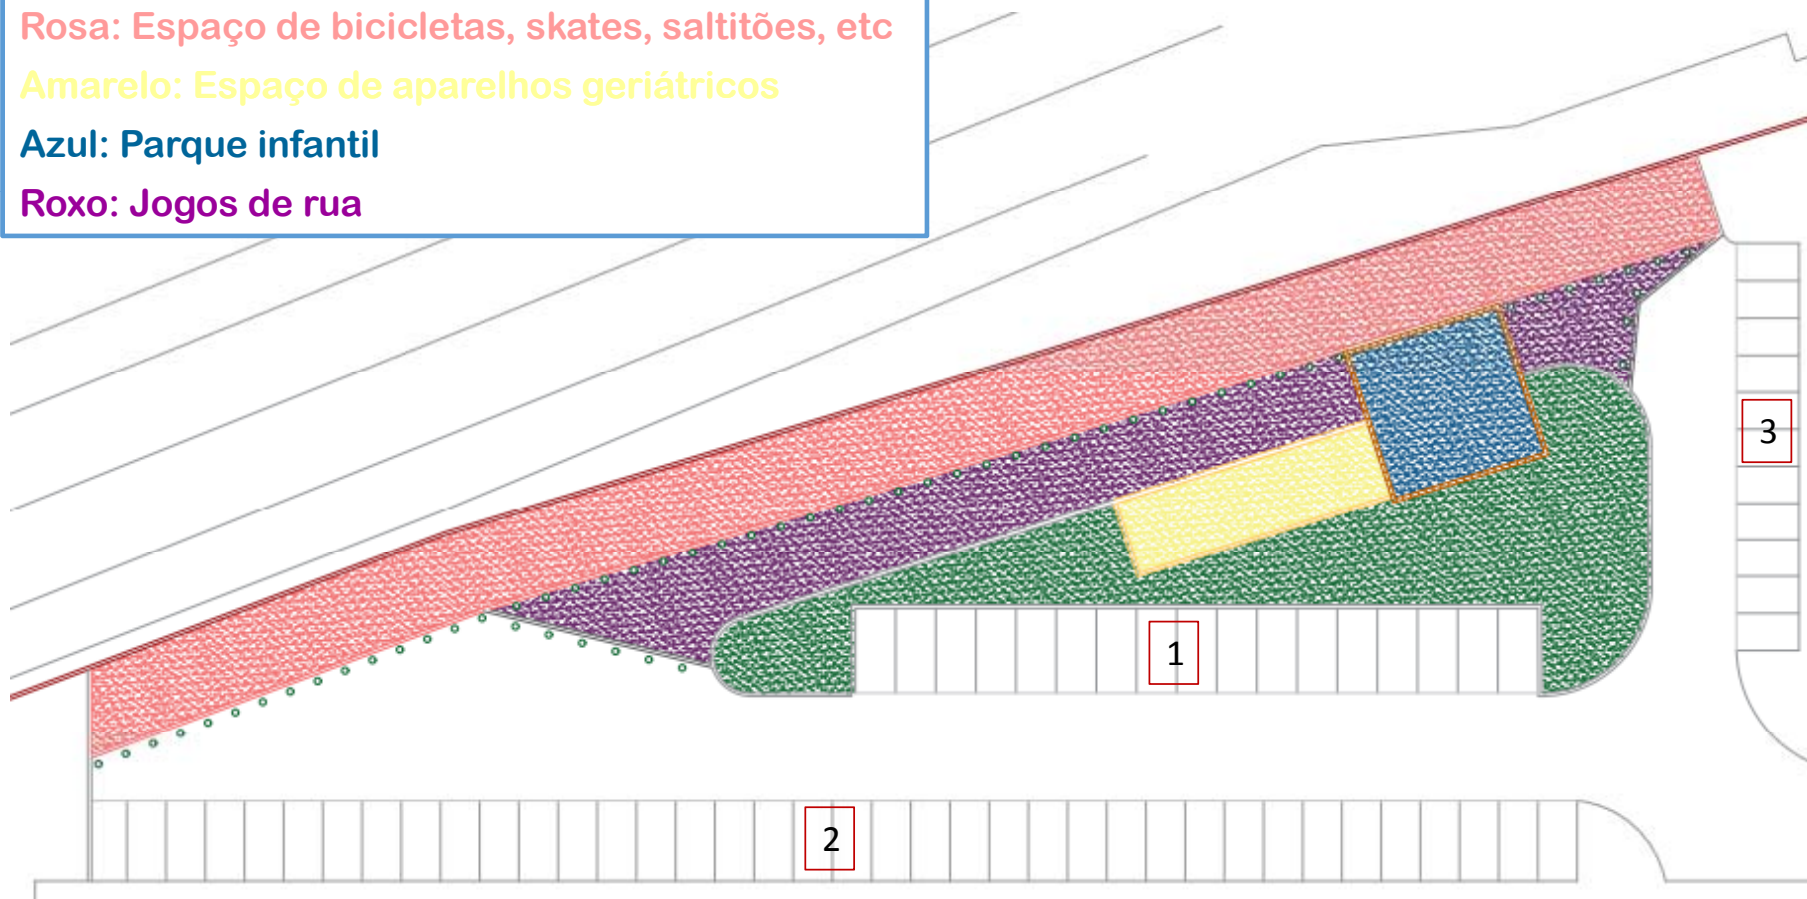 Rosa: Espaço de bicicletas, skates, saltitões, etc
Amarelo: Espaço de aparelhos geriátricos
Azul: Parque infantil
Roxo: Jogos de rua
3
1
2